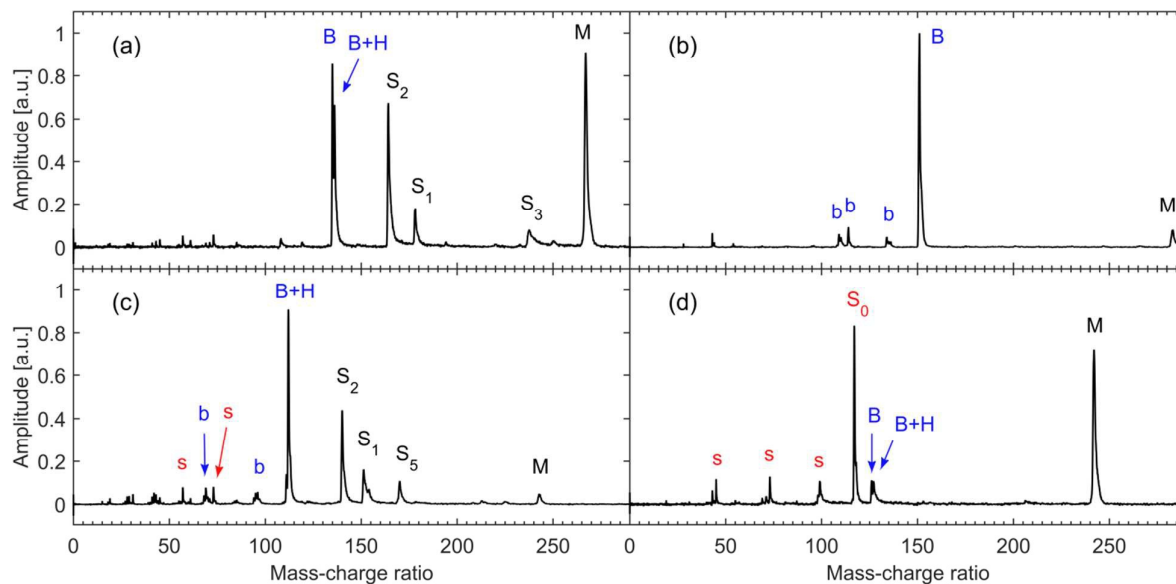 (a)
B
B+H
S2
S1
S3
M
(b)
B
b b b
M
1
0.8
0.6
0.4
0.2
0
Amplitude [a.u.]
(c)
B+H
S2
S1
S5
M
s b s b
(d)
S0
M
B
B+H
s s s
1
0.8
0.6
0.4
0.2
0
Amplitude [a.u.]
0 50 100 150 200 250 0 50 100 150 200 250
Mass-charge ratio Mass-charge ratio